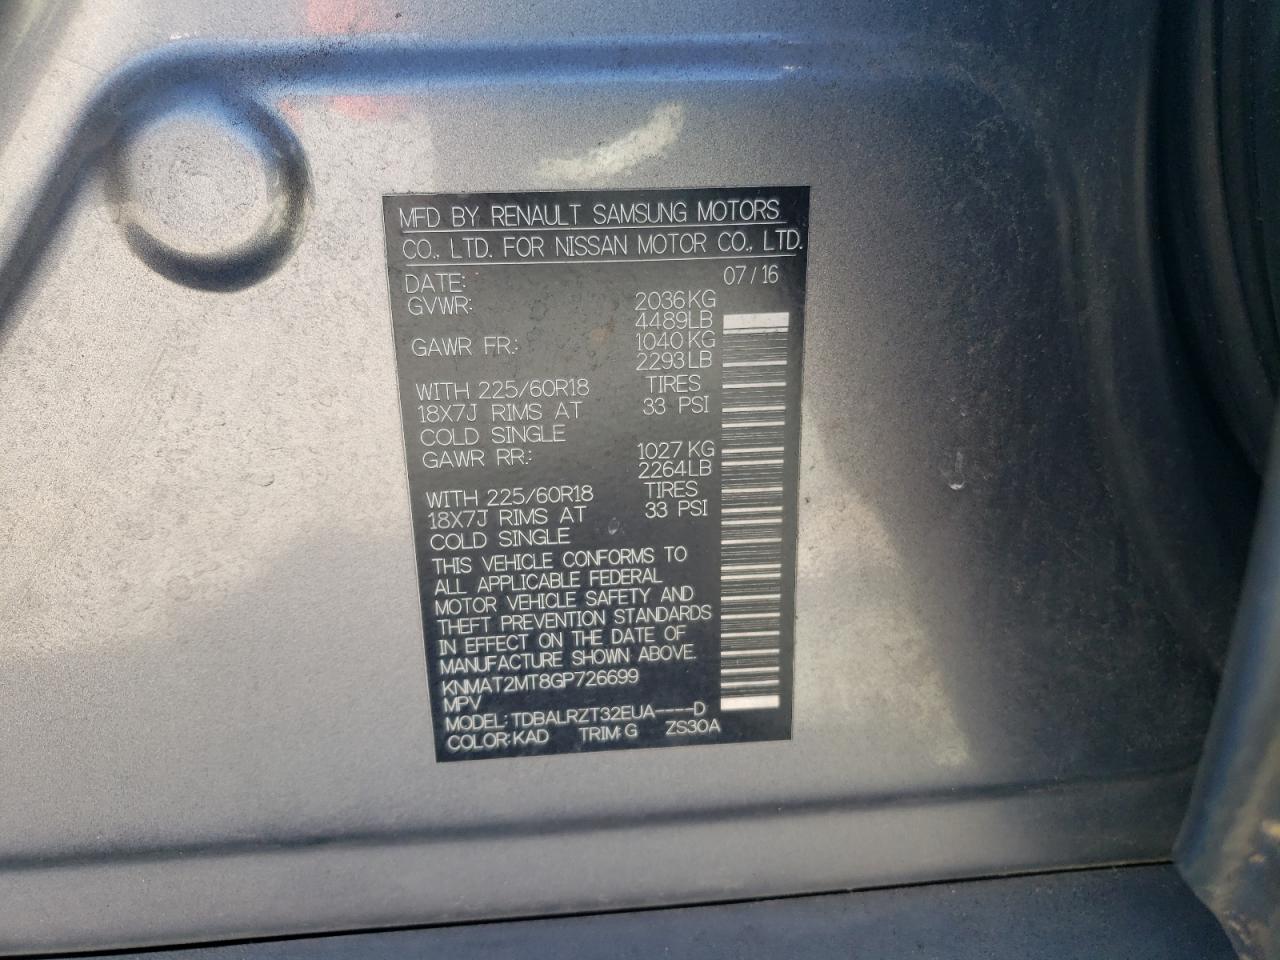 MFD BY RENAULT SAMSUNG MOTORS
CO., LTD. FOR NISSAN MOTOR CO., LTD.
DATE: 07/16
GVWR: 2036KG
4489LB
GAWR FR.: 1040KG
2293LB
WITH 225/60R18 TIRES
18X7J RIMS AT 33 PSI
COLD SINGLE
GAWR RR.: 1027KG
2264LB
WITH 225/60R18 TIRES
18X7J RIMS AT 33 PSI
COLD SINGLE
THIS VEHICLE CONFORMS TO
ALL APPLICABLE FEDERAL
MOTOR VEHICLE SAFETY AND
THEFT PREVENTION STANDARDS
IN EFFECT ON THE DATE OF
MANUFACTURE SHOWN ABOVE.
KNMAT2MT8GP726699
MPV
MODEL: TDBALRZT32EUA----D
COLOR:KAD TRIM:G ZS30A